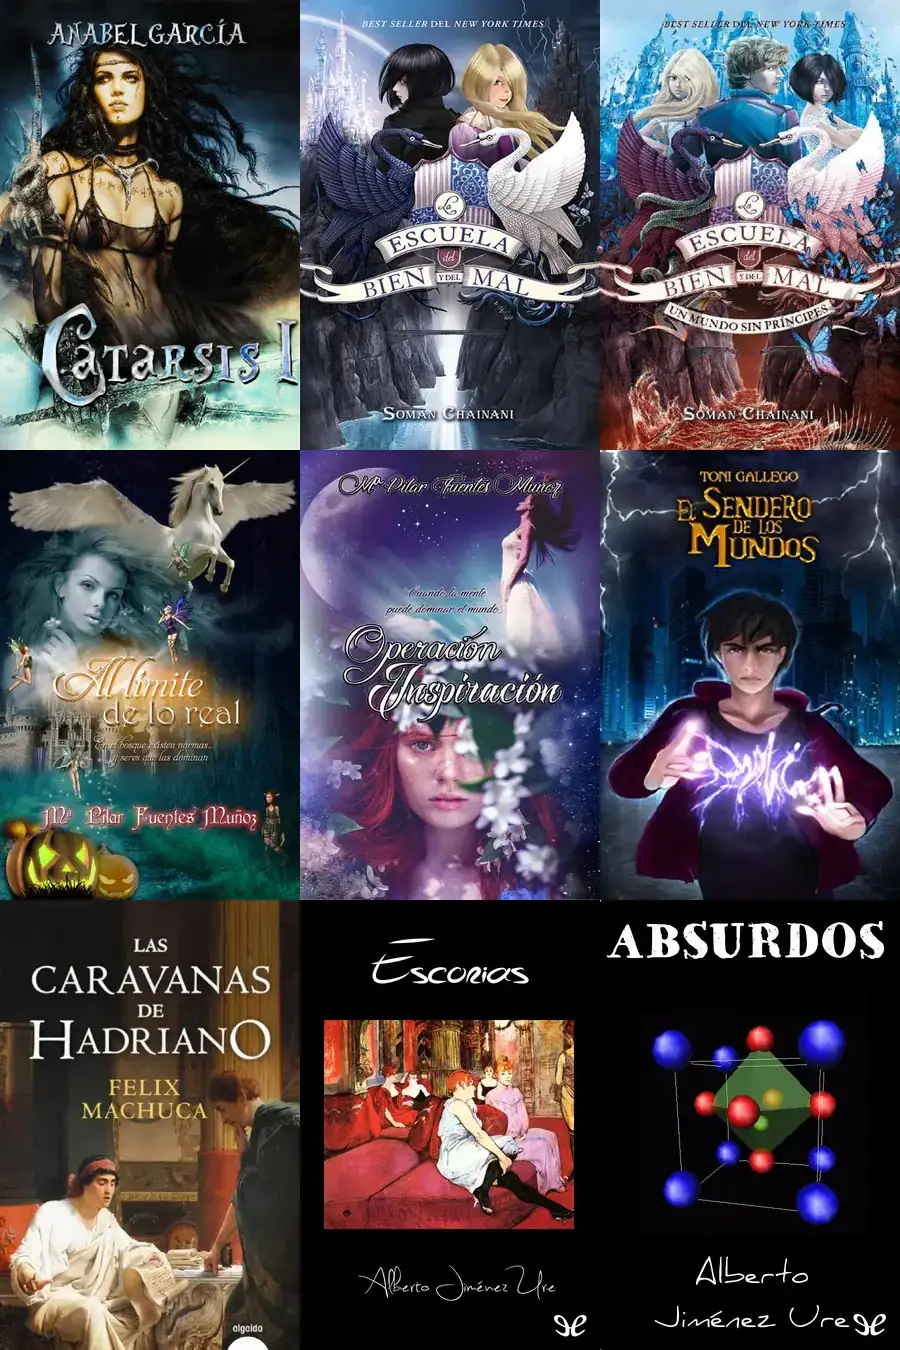 ANABEL GARCÍA
CATARSIS I
BEST SELLER DEL NEW YORK TIMES
La
ESCUELA
del
BIEN Y DEL MAL
SOMAN CHAINANI
BEST SELLER DEL NEW YORK TIMES
La
ESCUELA
del
BIEN Y DEL MAL
UN MUNDO SIN PRÍNCIPES
SOMAN CHAINANI
Al límite
de lo real
En el bosque existen normas...
y seres que las dominan
Mª Pilar Fuentes Muñoz
Mª Pilar Fuentes Muñoz
"Cuando la mente
puede dominar el mundo"
Operación
Inspiración
TONI GALLEGO
EL SENDERO
DE LOS
MUNDOS
LAS
CARAVANAS
DE
HADRIANO
FELIX
MACHUCA
algaida
Escorias
Alberto Jiménez Ure
ABSURDOS
Alberto
Jiménez Ure